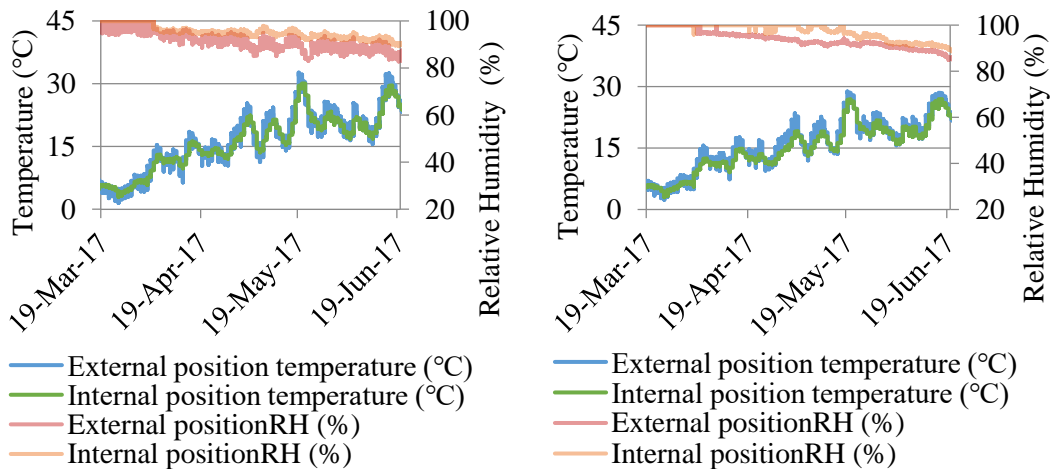 45
30
15
0
Temperature (℃)
100
80
60
40
20
Relative Humidity (%)
19-Mar-17
19-Apr-17
19-May-17
19-Jun-17
External position temperature (℃)
Internal position temperature (℃)
External positionRH (%)
Internal positionRH (%)
45
30
15
0
Temperature (℃)
100
80
60
40
20
Relative Humidity (%)
19-Mar-17
19-Apr-17
19-May-17
19-Jun-17
External position temperature (℃)
Internal position temperature (℃)
External positionRH (%)
Internal positionRH (%)